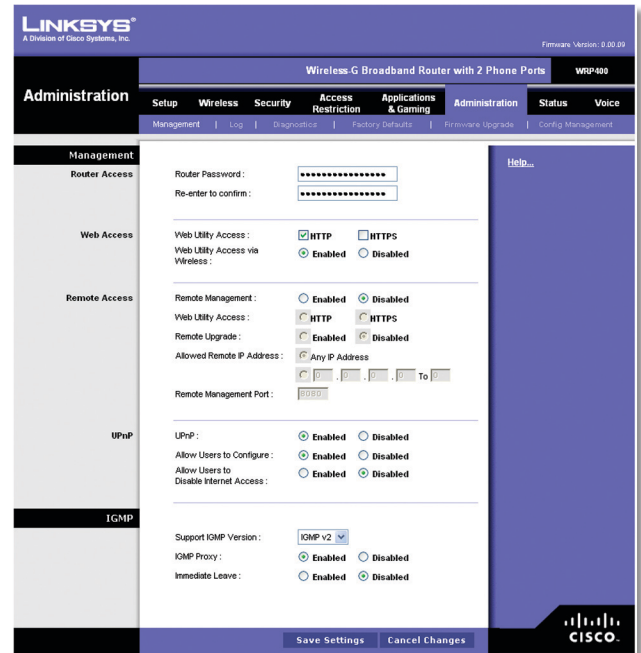 LINKSYS®
A Division of Cisco Systems, Inc.
Firmware Version: 0.00.09
Wireless-G Broadband Router with 2 Phone Ports WRP400
Administration
Setup Wireless Security Access Restriction Applications & Gaming Administration Status Voice
Management | Log | Diagnostics | Factory Defaults | Firmware Upgrade | Config Management
Management
Help...
Router Access
Router Password :
Re-enter to confirm :
Web Access
Web Utility Access : HTTP HTTPS
Web Utility Access via Wireless : Enabled Disabled
Remote Access
Remote Management : Enabled Disabled
Web Utility Access : HTTP HTTPS
Remote Upgrade : Enabled Disabled
Allowed Remote IP Address : Any IP Address
0 . 0 . 0 . 0 To 0
Remote Management Port : 8080
UPnP
UPnP : Enabled Disabled
Allow Users to Configure : Enabled Disabled
Allow Users to
Disable Internet Access : Enabled Disabled
IGMP
Support IGMP Version : IGMP v2
IGMP Proxy : Enabled Disabled
Immediate Leave : Enabled Disabled
Save Settings Cancel Changes
CISCO.